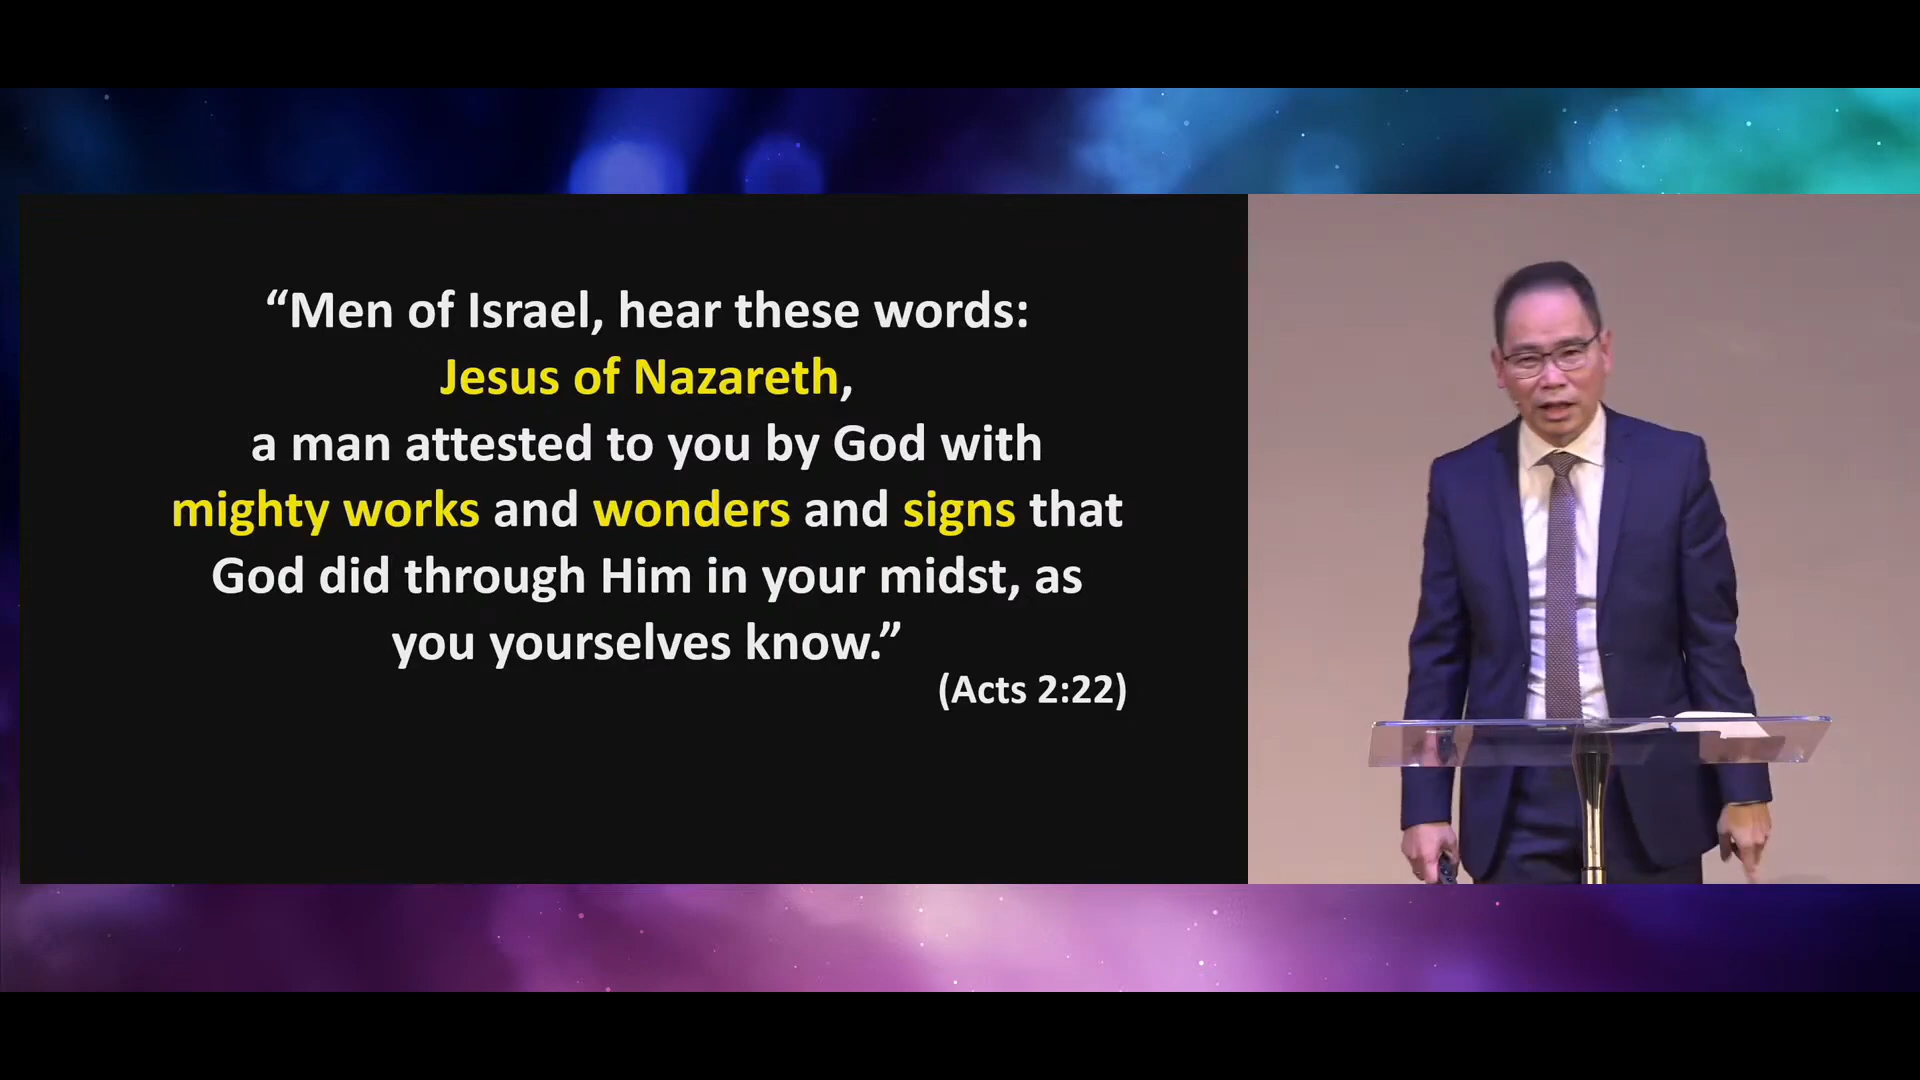 “Men of Israel, hear these words:
Jesus of Nazareth,
a man attested to you by God with
mighty works and wonders and signs that
God did through Him in your midst, as
you yourselves know.”
(Acts 2:22)